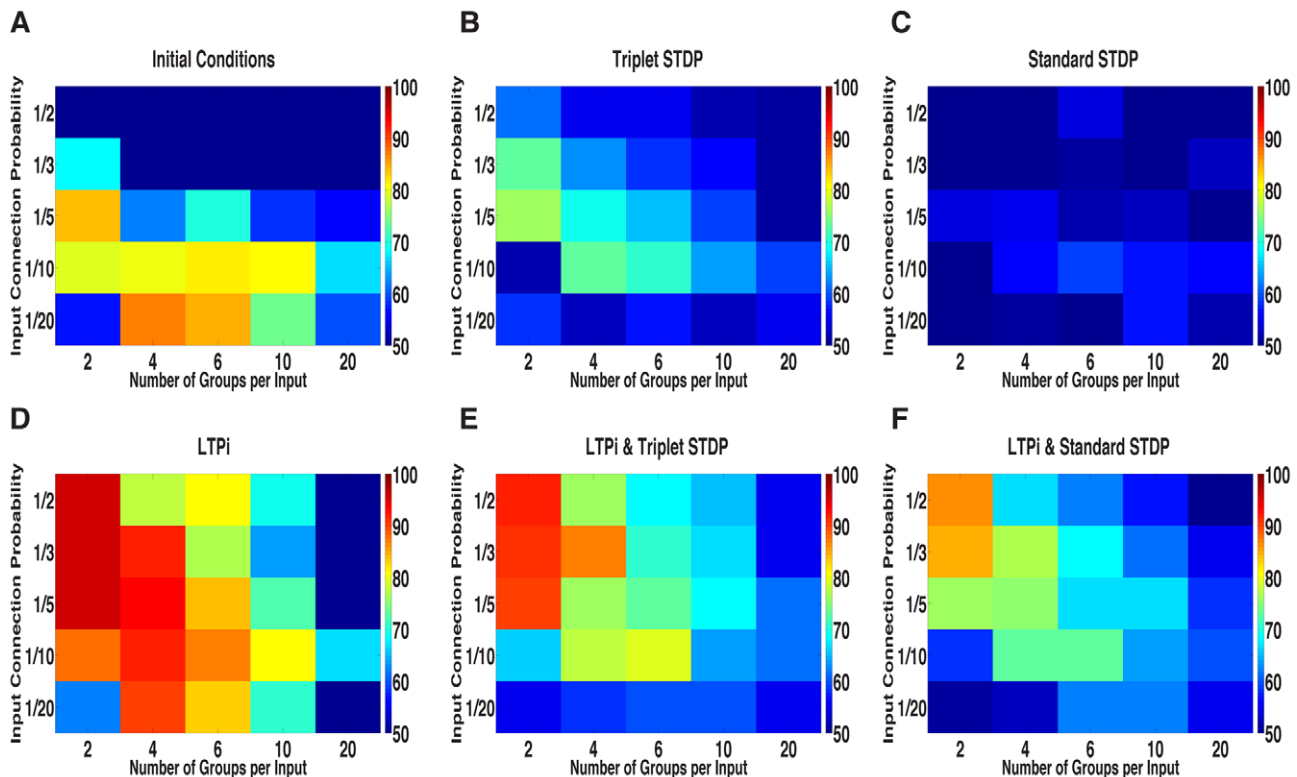 A
Initial Conditions
Input Connection Probability
1/2
1/3
1/5
1/10
1/20
2 4 6 10 20
Number of Groups per Input
100
90
80
70
60
50
B
Triplet STDP
Input Connection Probability
1/2
1/3
1/5
1/10
1/20
2 4 6 10 20
Number of Groups per Input
100
90
80
70
60
50
C
Standard STDP
Input Connection Probability
1/2
1/3
1/5
1/10
1/20
2 4 6 10 20
Number of Groups per Input
100
90
80
70
60
50
D
LTPi
Input Connection Probability
1/2
1/3
1/5
1/10
1/20
2 4 6 10 20
Number of Groups per Input
100
90
80
70
60
50
E
LTPi & Triplet STDP
Input Connection Probability
1/2
1/3
1/5
1/10
1/20
2 4 6 10 20
Number of Groups per Input
100
90
80
70
60
50
F
LTPi & Standard STDP
Input Connection Probability
1/2
1/3
1/5
1/10
1/20
2 4 6 10 20
Number of Groups per Input
100
90
80
70
60
50